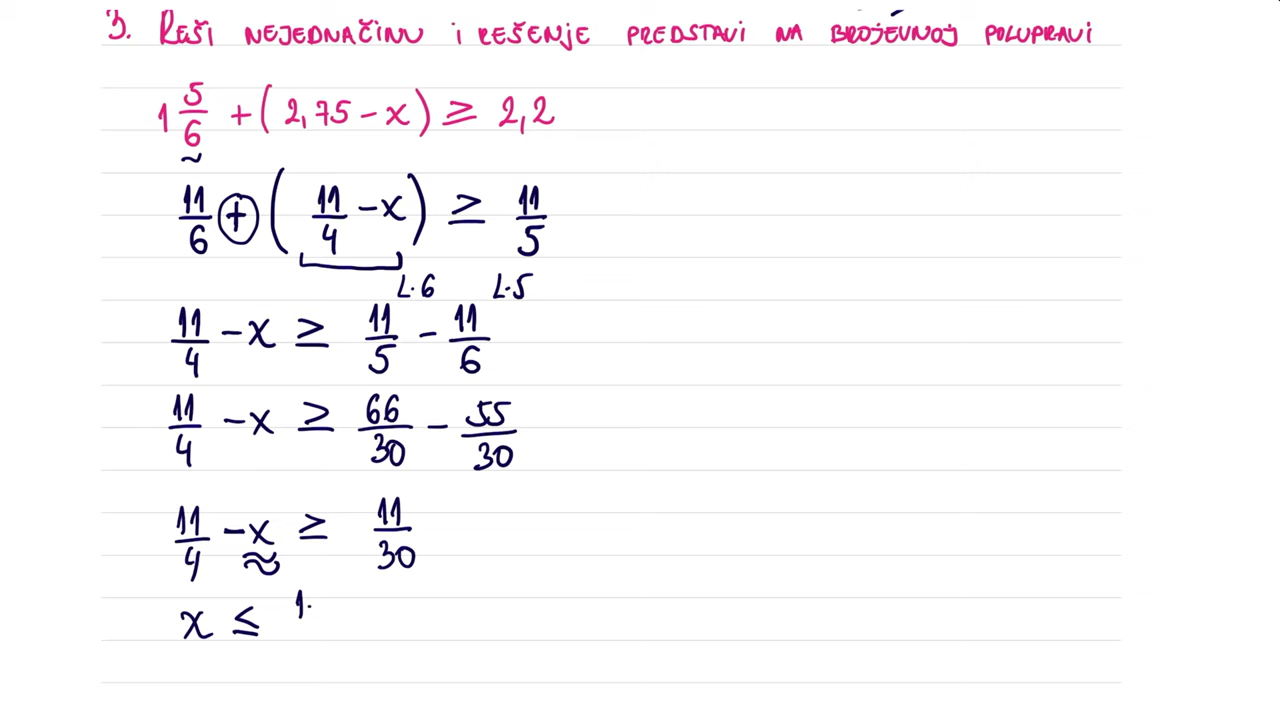 3. REŠI NEJEDNAČINU I REŠENJE PREDSTAVI NA BROJEVNOJ POLUPRAVI
1 5/6 + (2,75 - x) ≥ 2,2
11/6 + (11/4 - x) ≥ 11/5
11/4 - x ≥ 11/5 L·6 - 11/6 L·5
11/4 - x ≥ 66/30 - 55/30
11/4 - x ≥ 11/30
x ≤ 1